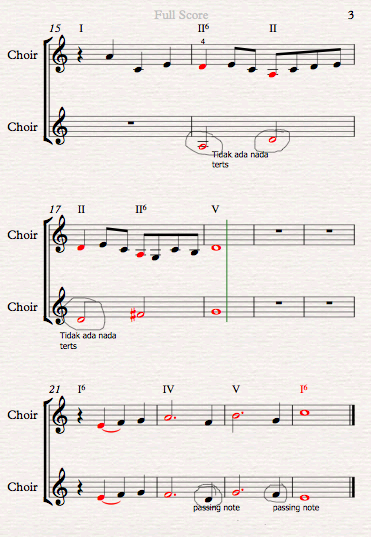 Full Score
3
15 I II6 4 II
Choir
Choir
Tidak ada nada
terts
17 II II6 V
Choir
Choir
Tidak ada nada
terts
21 I6 IV V I6
Choir
Choir
passing note passing note